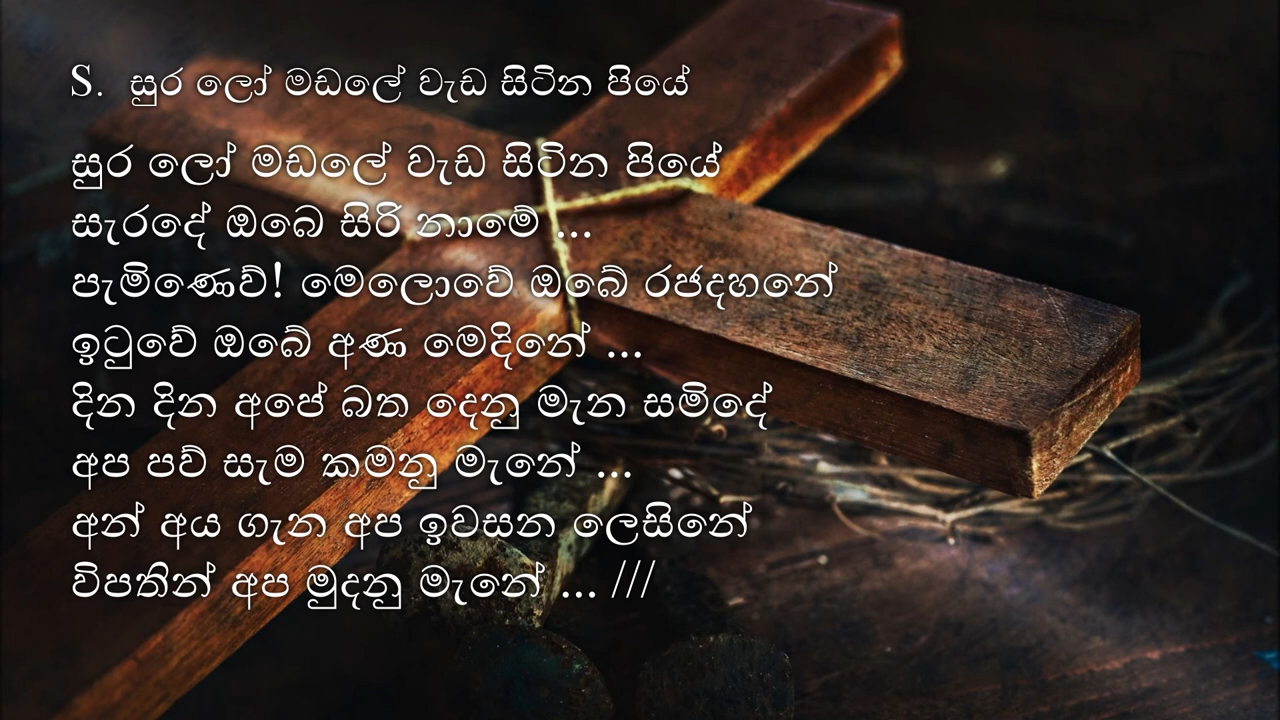 S. සුර ලෝ මඩලේ වැඩ සිටින පියේ
සුර ලෝ මඩලේ වැඩ සිටින පියේ
සැරදේ ඔබෙ සිරි නාමේ ...
පැමිණෙව්! මෙලොවේ ඔබේ රජදහනේ
ඉටුවේ ඔබේ අණ මෙදිනේ ...
දින දින අපේ බත දෙනු මැන සමිදේ
අප පව් සැම කමනු මැනේ ...
අන් අය ගැන අප ඉවසන ලෙසිනේ
විපතින් අප මුදනු මැනේ ... ///